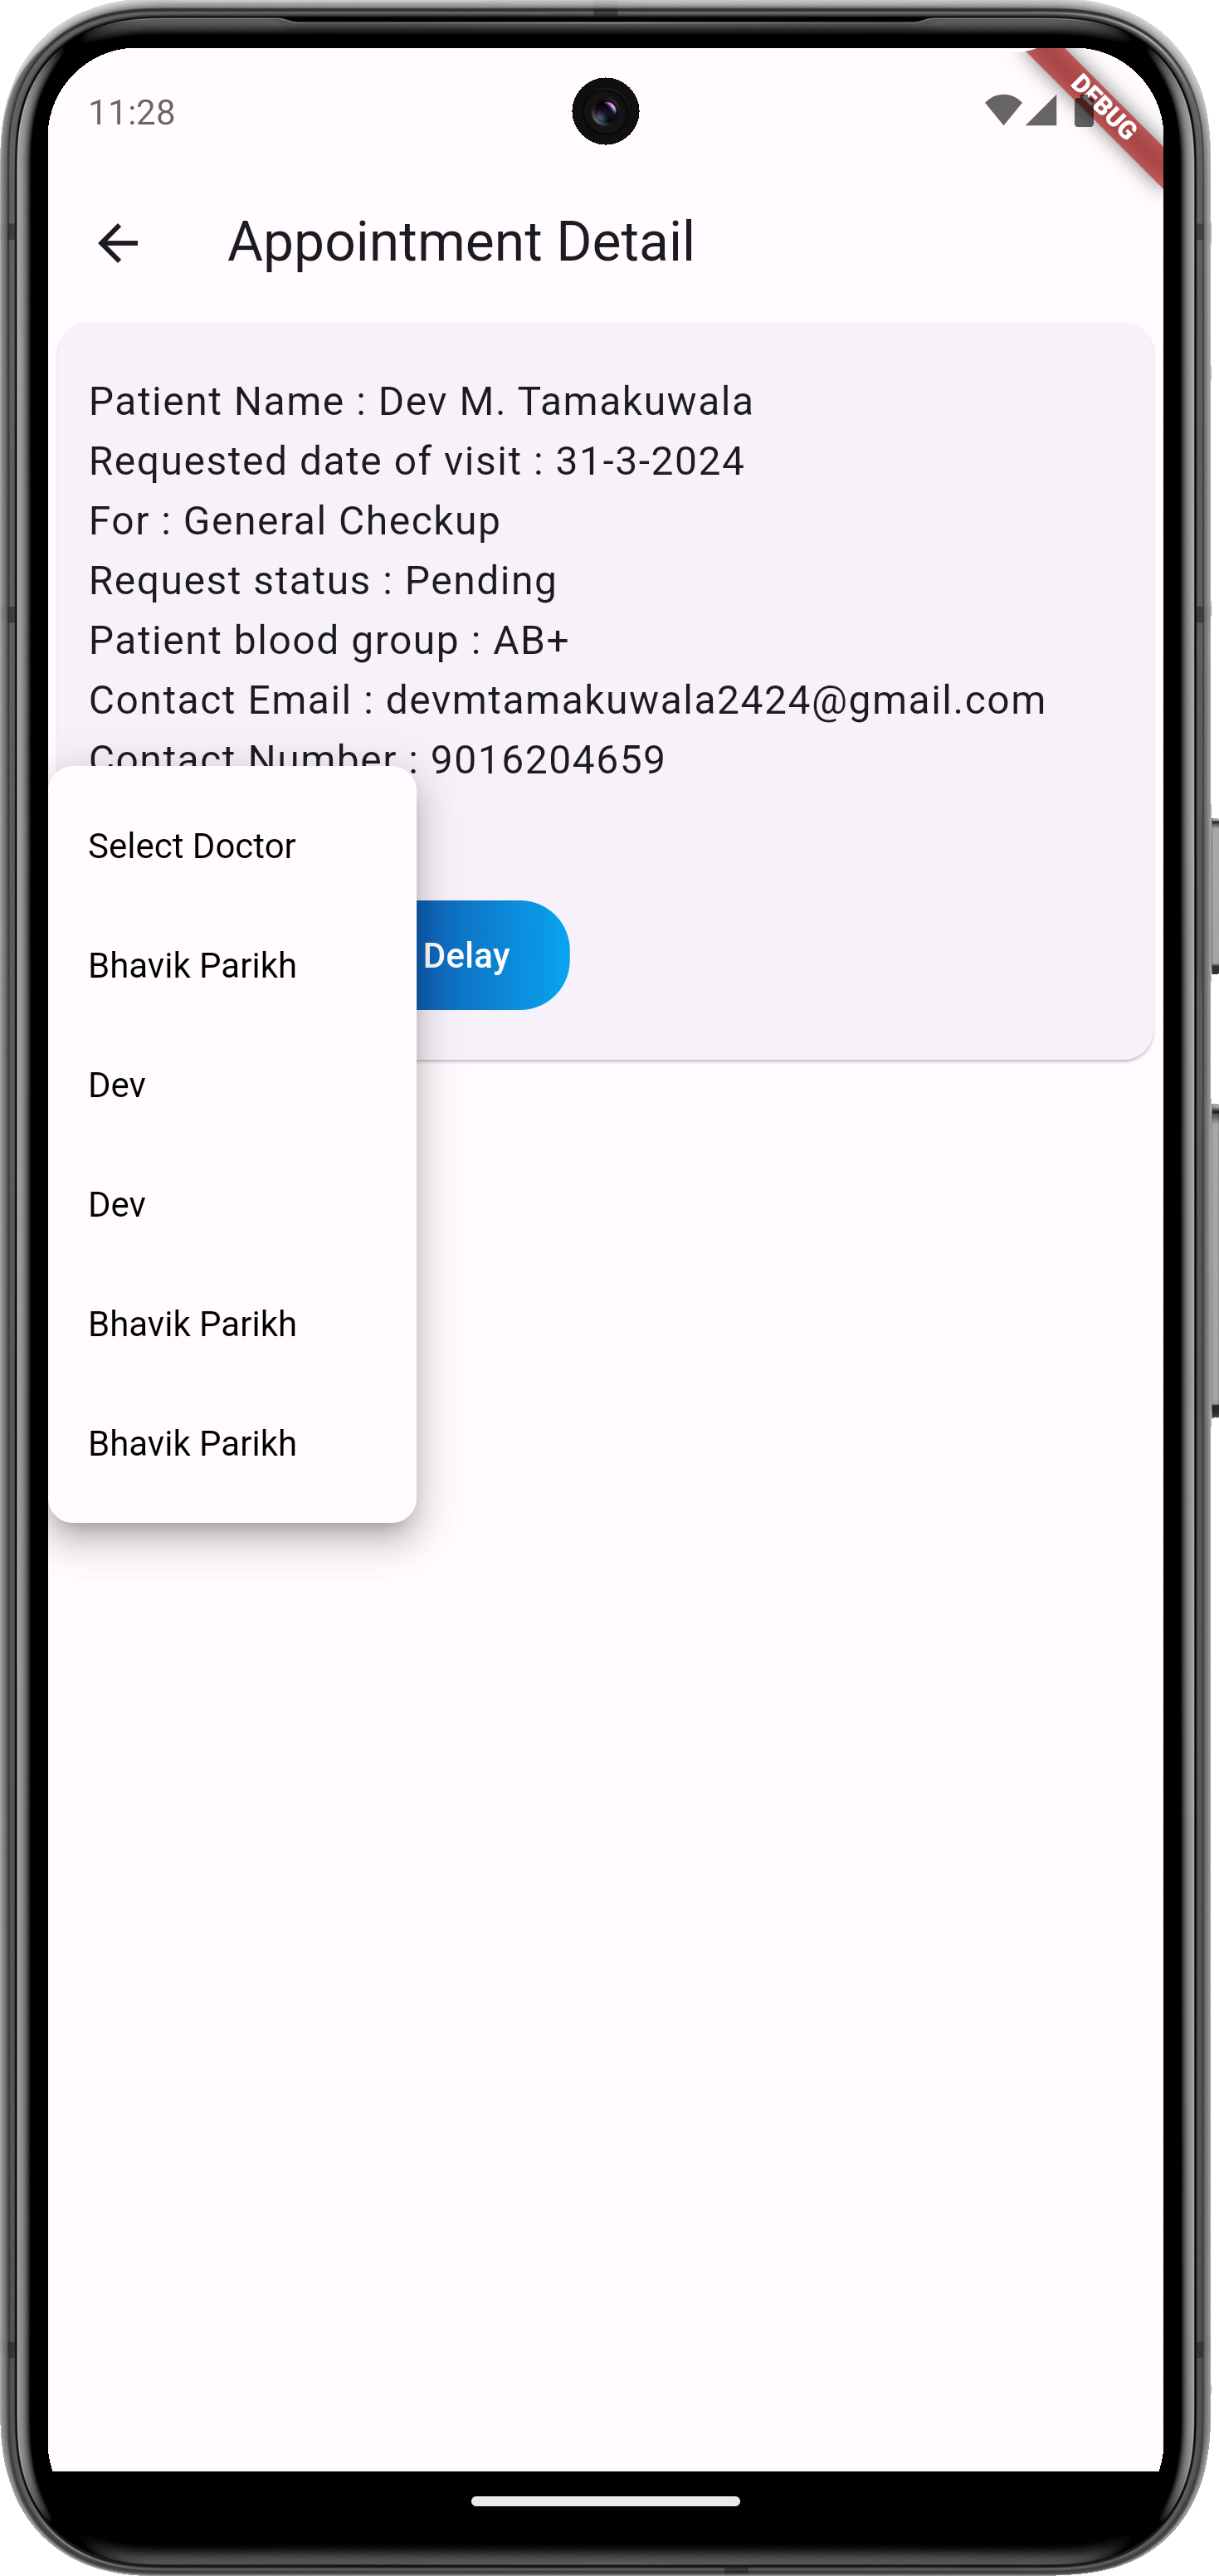 11:28
DEBUG
Appointment Detail
Patient Name : Dev M. Tamakuwala
Requested date of visit : 31-3-2024
For : General Checkup
Request status : Pending
Patient blood group : AB+
Contact Email : devmtamakuwala2424@gmail.com
Contact Number : 9016204659
Select Doctor
Bhavik Parikh
Delay
Dev
Dev
Bhavik Parikh
Bhavik Parikh